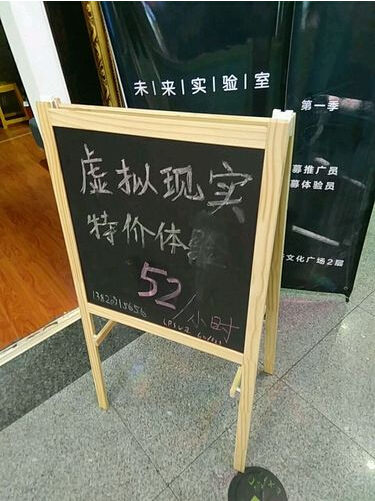 未|来|实|验|室
第一季
募推广员
募体验员
文化广场2层
虚拟现实
特价体验
52/小时